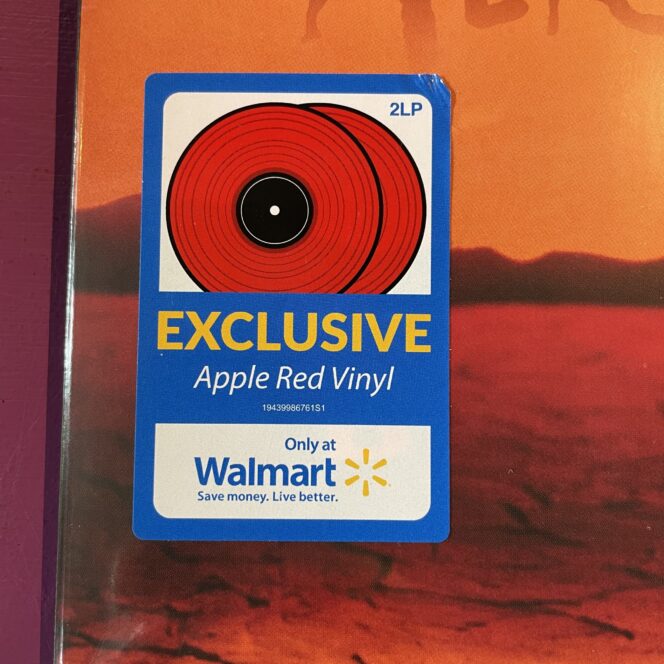 2LP
EXCLUSIVE
Apple Red Vinyl
19439986761S1
Only at
Walmart
Save money. Live better.